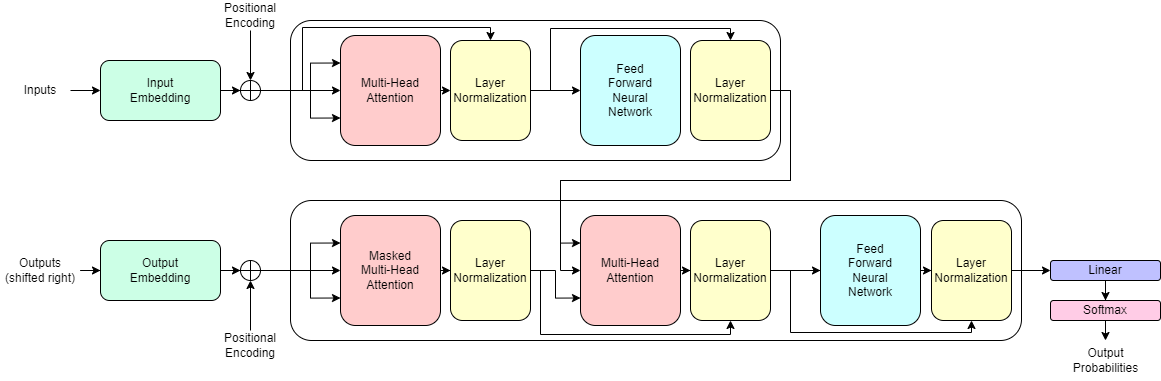 Positional
Encoding
Inputs
Input
Embedding
Multi-Head
Attention
Layer
Normalization
Feed
Forward
Neural
Network
Layer
Normalization
Outputs
(shifted right)
Output
Embedding
Positional
Encoding
Masked
Multi-Head
Attention
Layer
Normalization
Multi-Head
Attention
Layer
Normalization
Feed
Forward
Neural
Network
Layer
Normalization
Linear
Softmax
Output
Probabilities